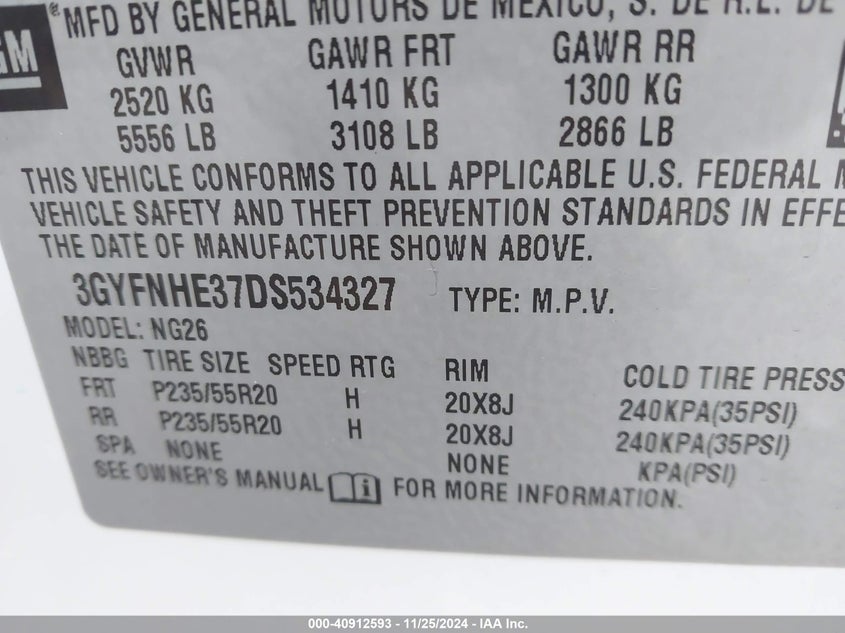 MFD BY GENERAL MOTORS DE MEXICO, S. DE R.L. DE
GM
GVWR GAWR FRT GAWR RR
2520 KG 1410 KG 1300 KG
5556 LB 3108 LB 2866 LB
THIS VEHICLE CONFORMS TO ALL APPLICABLE U.S. FEDERAL M
VEHICLE SAFETY AND THEFT PREVENTION STANDARDS IN EFFE
THE DATE OF MANUFACTURE SHOWN ABOVE.
3GYFNHE37DS534327 TYPE: M.P.V.
MODEL: NG26
NBBG TIRE SIZE SPEED RTG RIM COLD TIRE PRESS
FRT P235/55R20 H 20X8J 240KPA(35PSI)
RR P235/55R20 H 20X8J 240KPA(35PSI)
SPA NONE NONE KPA(PSI)
SEE OWNER'S MANUAL FOR MORE INFORMATION.
000-40912593 - 11/25/2024 - IAA Inc.